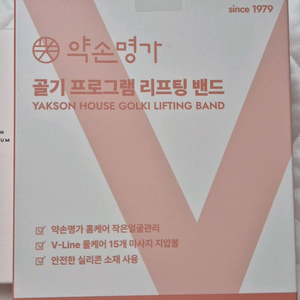 since 1979
약손명가
골기 프로그램 리프팅 밴드
YAKSON HOUSE GOLKI LIFTING BAND
약손명가 홈케어 작은얼굴관리
V-Line 롤케어 15개 마사지 지압돌
안전한 실리콘 소재 사용